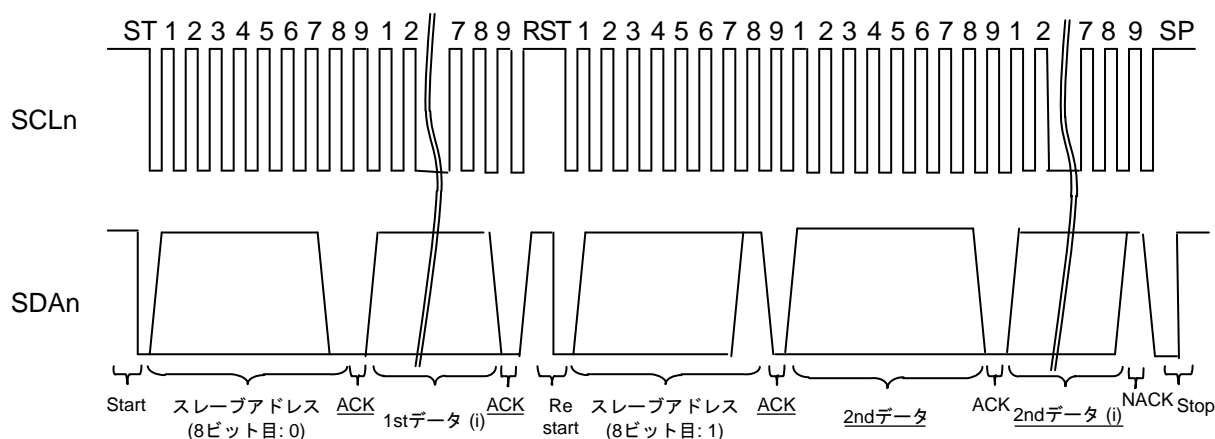 ST 1 2 3 4 5 6 7 8 9 1 2 7 8 9 RST 1 2 3 4 5 6 7 8 9 1 2 3 4 5 6 7 8 9 1 2 7 8 9 SP
SCLn
SDAn
Start スレーブアドレス ACK 1stデータ (i) ACK Re スレーブアドレス ACK 2ndデータ ACK 2ndデータ (i) NACK Stop
(8ビット目: 0) start (8ビット目: 1)